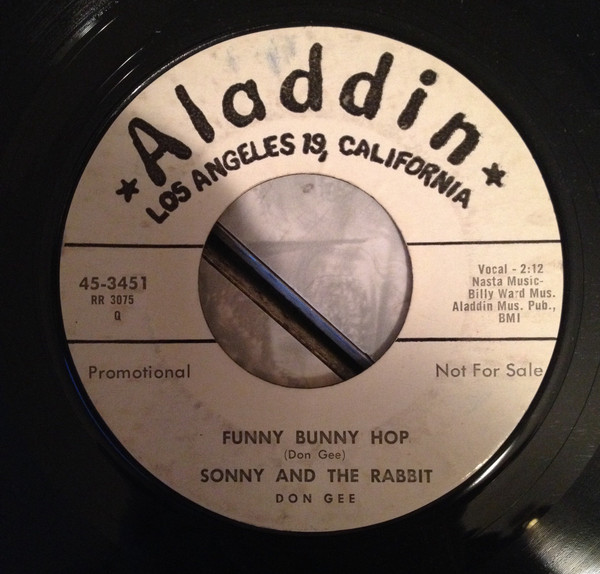 Aladdin
LOS ANGELES 19, CALIFORNIA
45-3451
RR 3075
Q
Vocal - 2:12
Nasta Music-
Billy Ward Mus.
Aladdin Mus. Pub.,
BMI
Promotional
Not For Sale
FUNNY BUNNY HOP
(Don Gee)
SONNY AND THE RABBIT
DON GEE